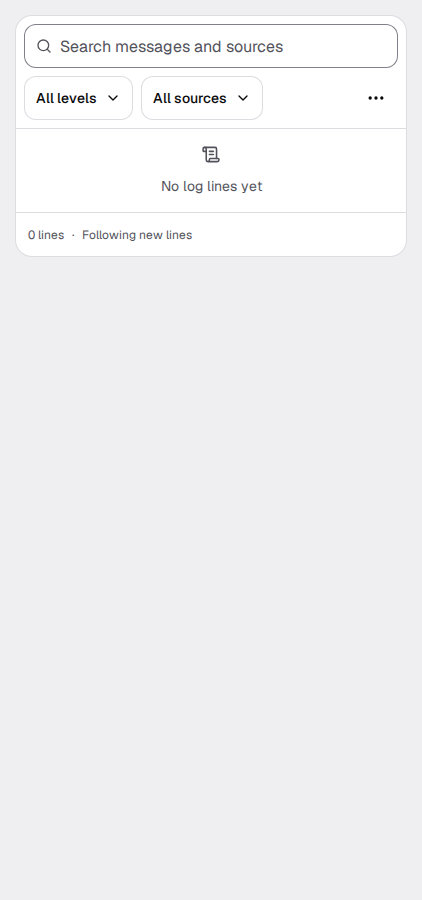 Search messages and sources
All levels
All sources
No log lines yet
0 lines · Following new lines